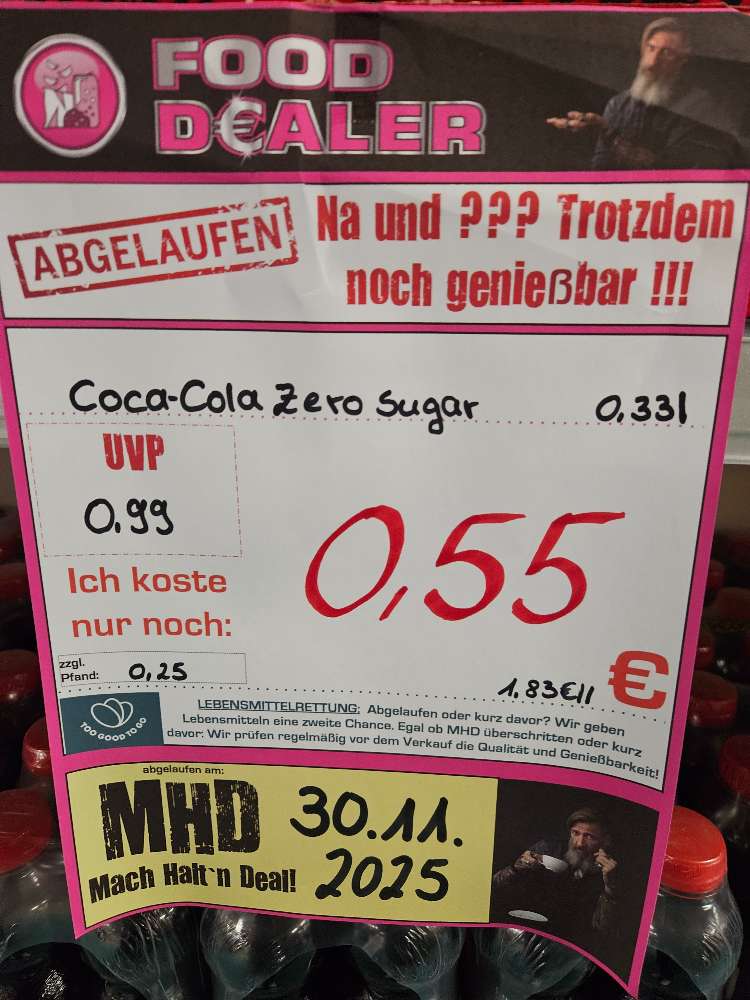 FOOD
D€ALER
ABGELAUFEN
Na und ??? Trotzdem
noch genießbar !!!
Coca-Cola Zero Sugar 0,33l
UVP
0,99
0,55
Ich koste
nur noch:
zzgl.
Pfand: 0,25
1,83€/l
€
TOO GOOD TO GO
LEBENSMITTELRETTUNG: Abgelaufen oder kurz davor? Wir geben
Lebensmitteln eine zweite Chance. Egal ob MHD überschritten oder kurz
davor: Wir prüfen regelmäßig vor dem Verkauf die Qualität und Genießbarkeit!
abgelaufen am:
MHD
Mach Halt`n Deal!
30.11.
2025